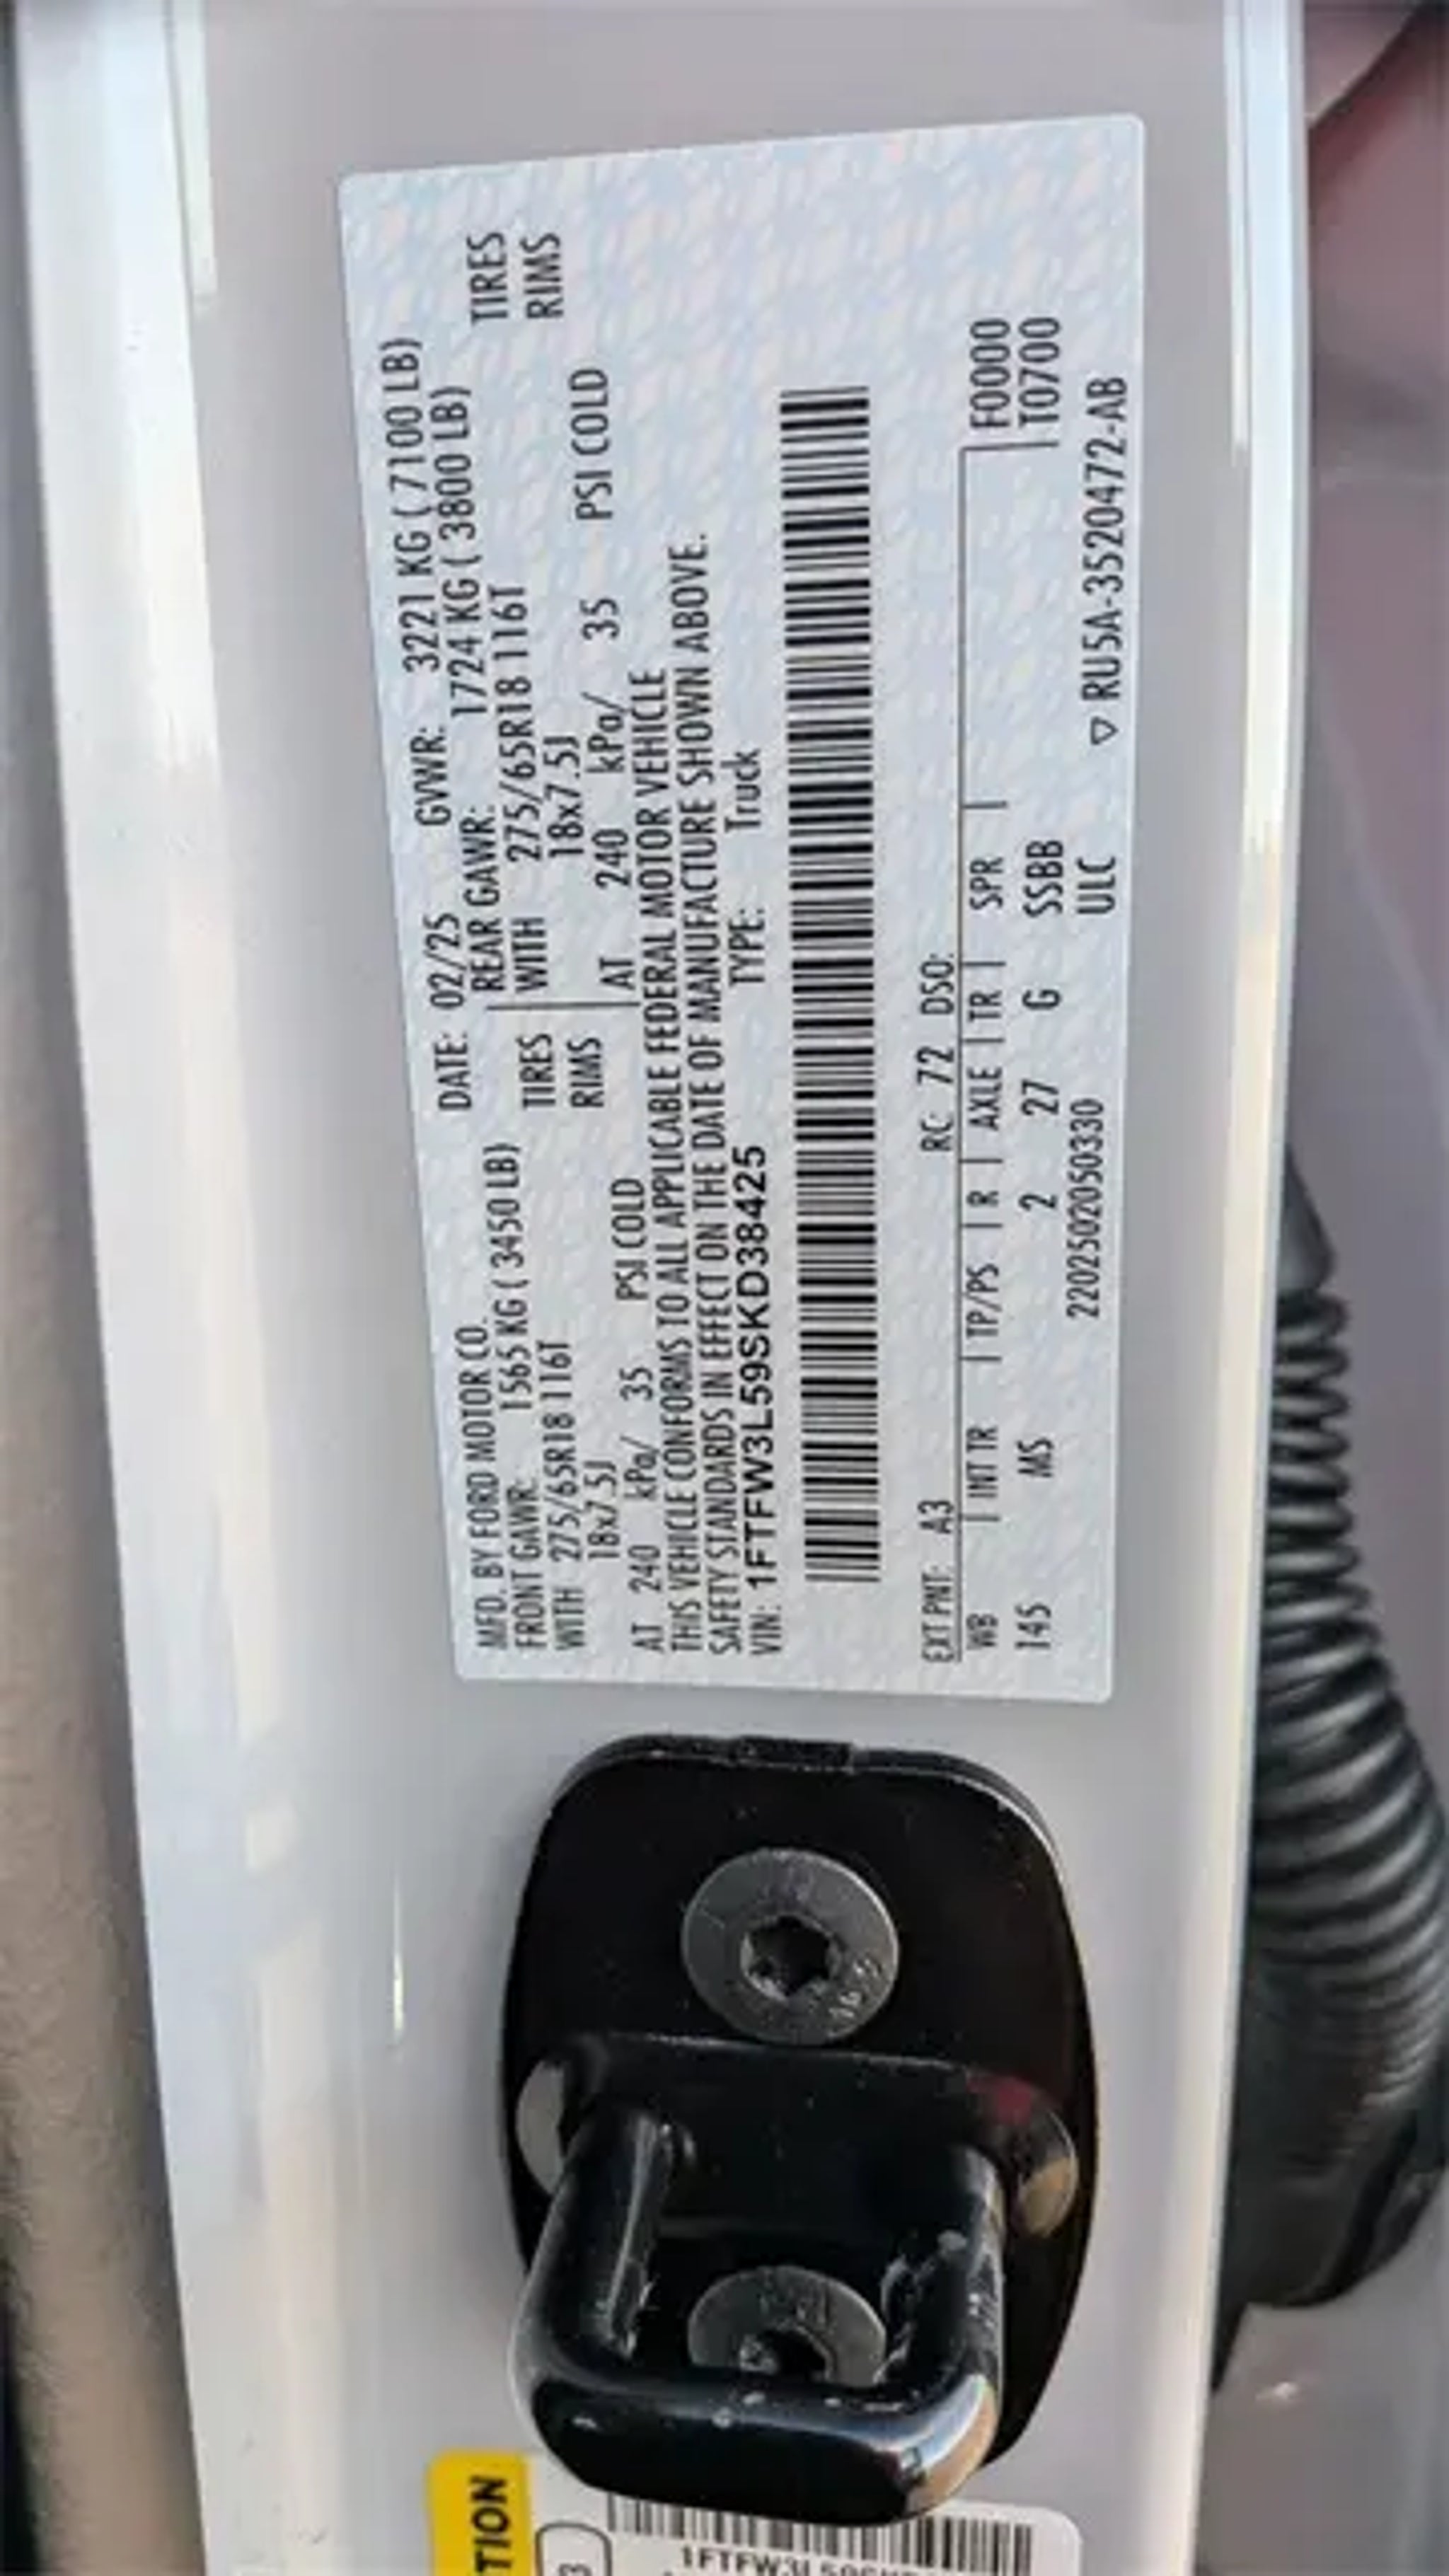 MFD. BY FORD MOTOR CO. DATE: 02/25 GVWR: 3221 KG ( 7100 LB)
FRONT GAWR: 1565 KG ( 3450 LB) REAR GAWR: 1724 KG ( 3800 LB)
WITH 275/65R18 116T TIRES WITH 275/65R18 116T TIRES
18x7.5J RIMS 18x7.5J RIMS
AT 240 kPa/ 35 PSI COLD AT 240 kPa/ 35 PSI COLD
THIS VEHICLE CONFORMS TO ALL APPLICABLE FEDERAL MOTOR VEHICLE
SAFETY STANDARDS IN EFFECT ON THE DATE OF MANUFACTURE SHOWN ABOVE.
VIN: 1FTFW3L59SKD38425 TYPE: Truck
EXT PNT: A3 RC: 72 DSO:
WB | INT TR | TP/PS | R | AXLE | TR | SPR | F0000
145 MS 2 27 G SSBB T0700
2202502050330 ULC ▽ RU5A-3520472-AB
TION
3